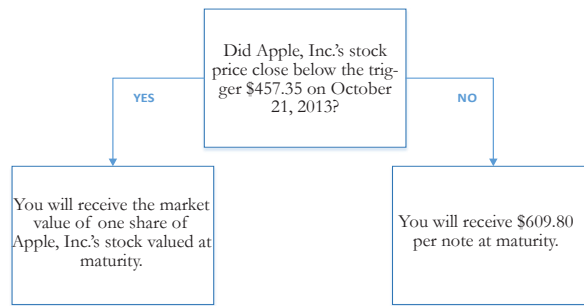 Did Apple, Inc.'s stock
price close below the trig-
ger $457.35 on October
21, 2013?
YES
NO
You will receive the market
value of one share of
Apple, Inc.'s stock valued at
maturity.
You will receive $609.80
per note at maturity.